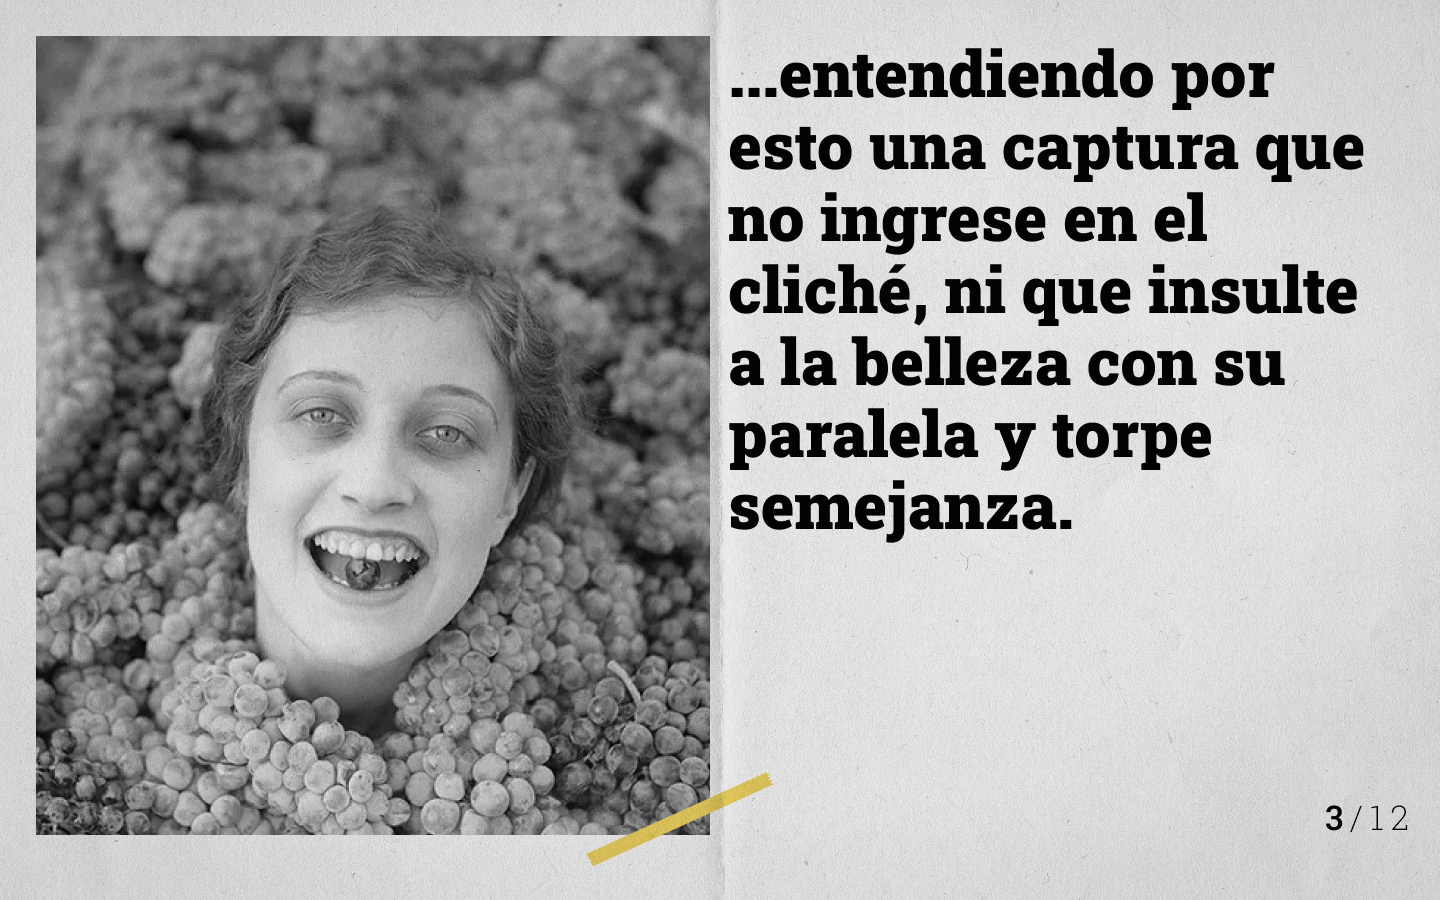 ...entendiendo por
esto una captura que
no ingrese en el
cliché, ni que insulte
a la belleza con su
paralela y torpe
semejanza.
3/12